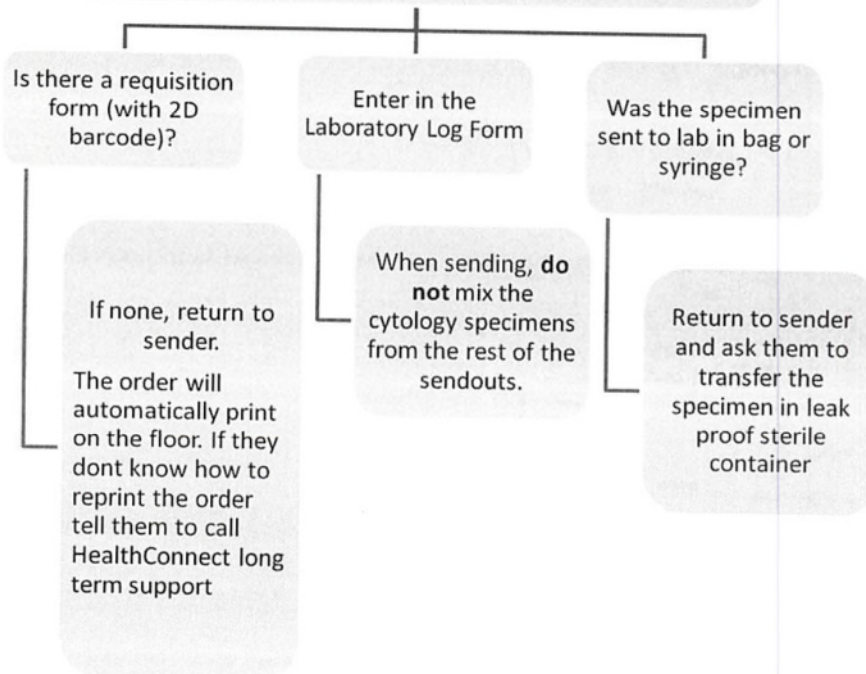 Is there a requisition
form (with 2D
barcode)?
Enter in the
Laboratory Log Form
Was the specimen
sent to lab in bag or
syringe?
If none, return to
sender.
The order will
automatically print
on the floor. If they
dont know how to
reprint the order
tell them to call
HealthConnect long
term support
When sending, do
not mix the
cytology specimens
from the rest of the
sendouts.
Return to sender
and ask them to
transfer the
specimen in leak
proof sterile
container